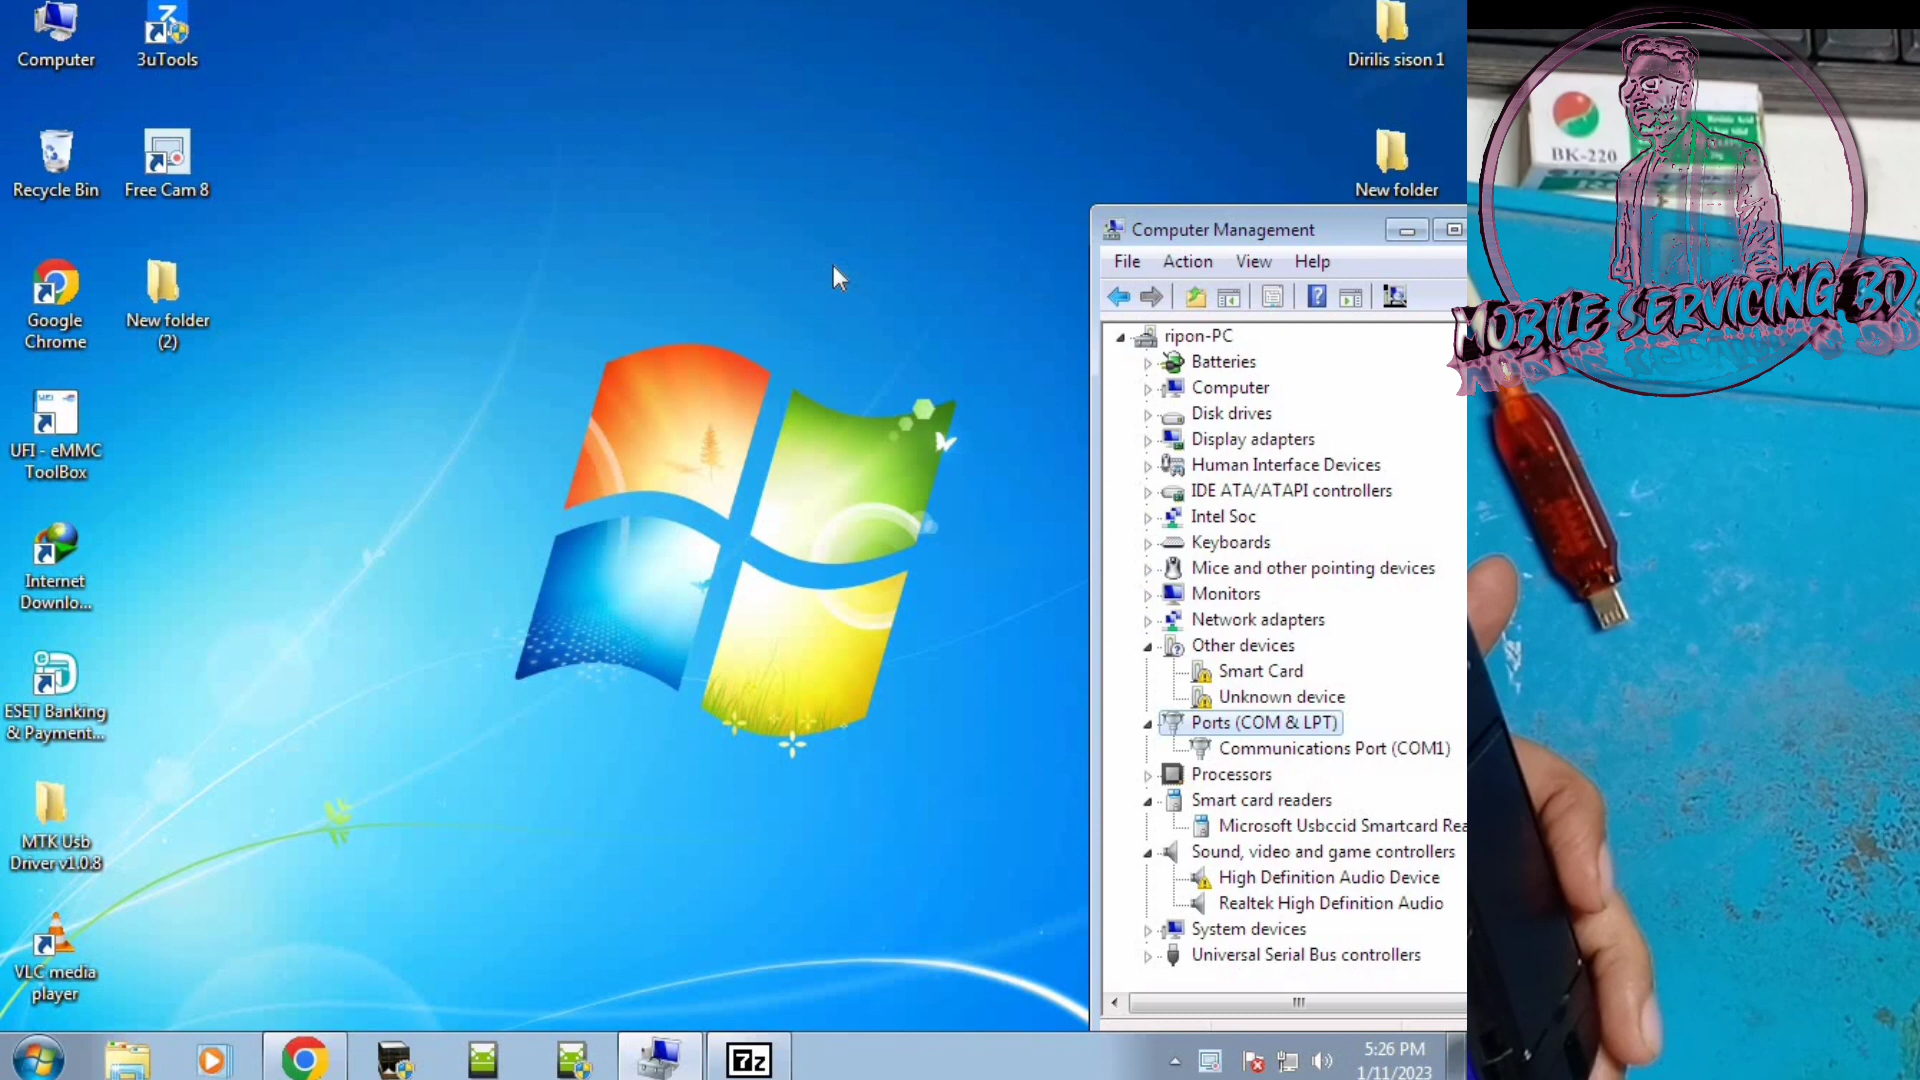 Computer
3uTools
Recycle Bin
Free Cam 8
Google
Chrome
New folder
(2)
UFI - eMMC
ToolBox
Internet
Downlo...
ESET Banking
& Payment...
MTK Usb
Driver v1.0.8
VLC media
player
Dirilis sison 1
New folder
Computer Management
File Action View Help
ripon-PC
Batteries
Computer
Disk drives
Display adapters
Human Interface Devices
IDE ATA/ATAPI controllers
Intel Soc
Keyboards
Mice and other pointing devices
Monitors
Network adapters
Other devices
Smart Card
Unknown device
Ports (COM & LPT)
Communications Port (COM1)
Processors
Smart card readers
Microsoft Usbccid Smartcard Rea
Sound, video and game controllers
High Definition Audio Device
Realtek High Definition Audio
System devices
Universal Serial Bus controllers
7z
5:26 PM
1/11/2023
BK-220
MOBILE SERVICING BD